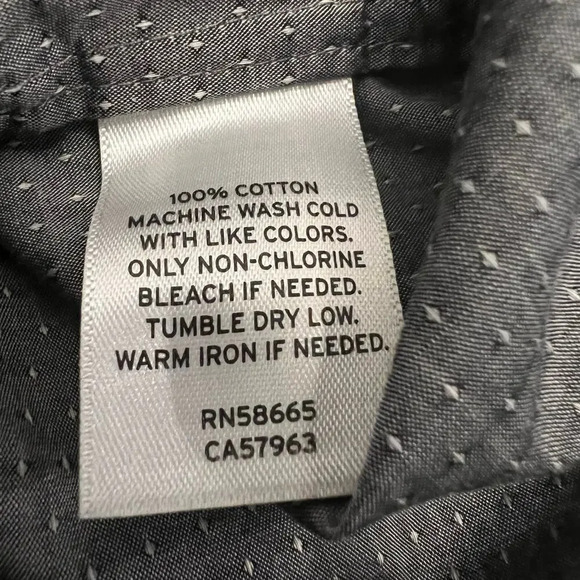 100% COTTON
MACHINE WASH COLD
WITH LIKE COLORS.
ONLY NON-CHLORINE
BLEACH IF NEEDED.
TUMBLE DRY LOW.
WARM IRON IF NEEDED.
RN58665
CA57963